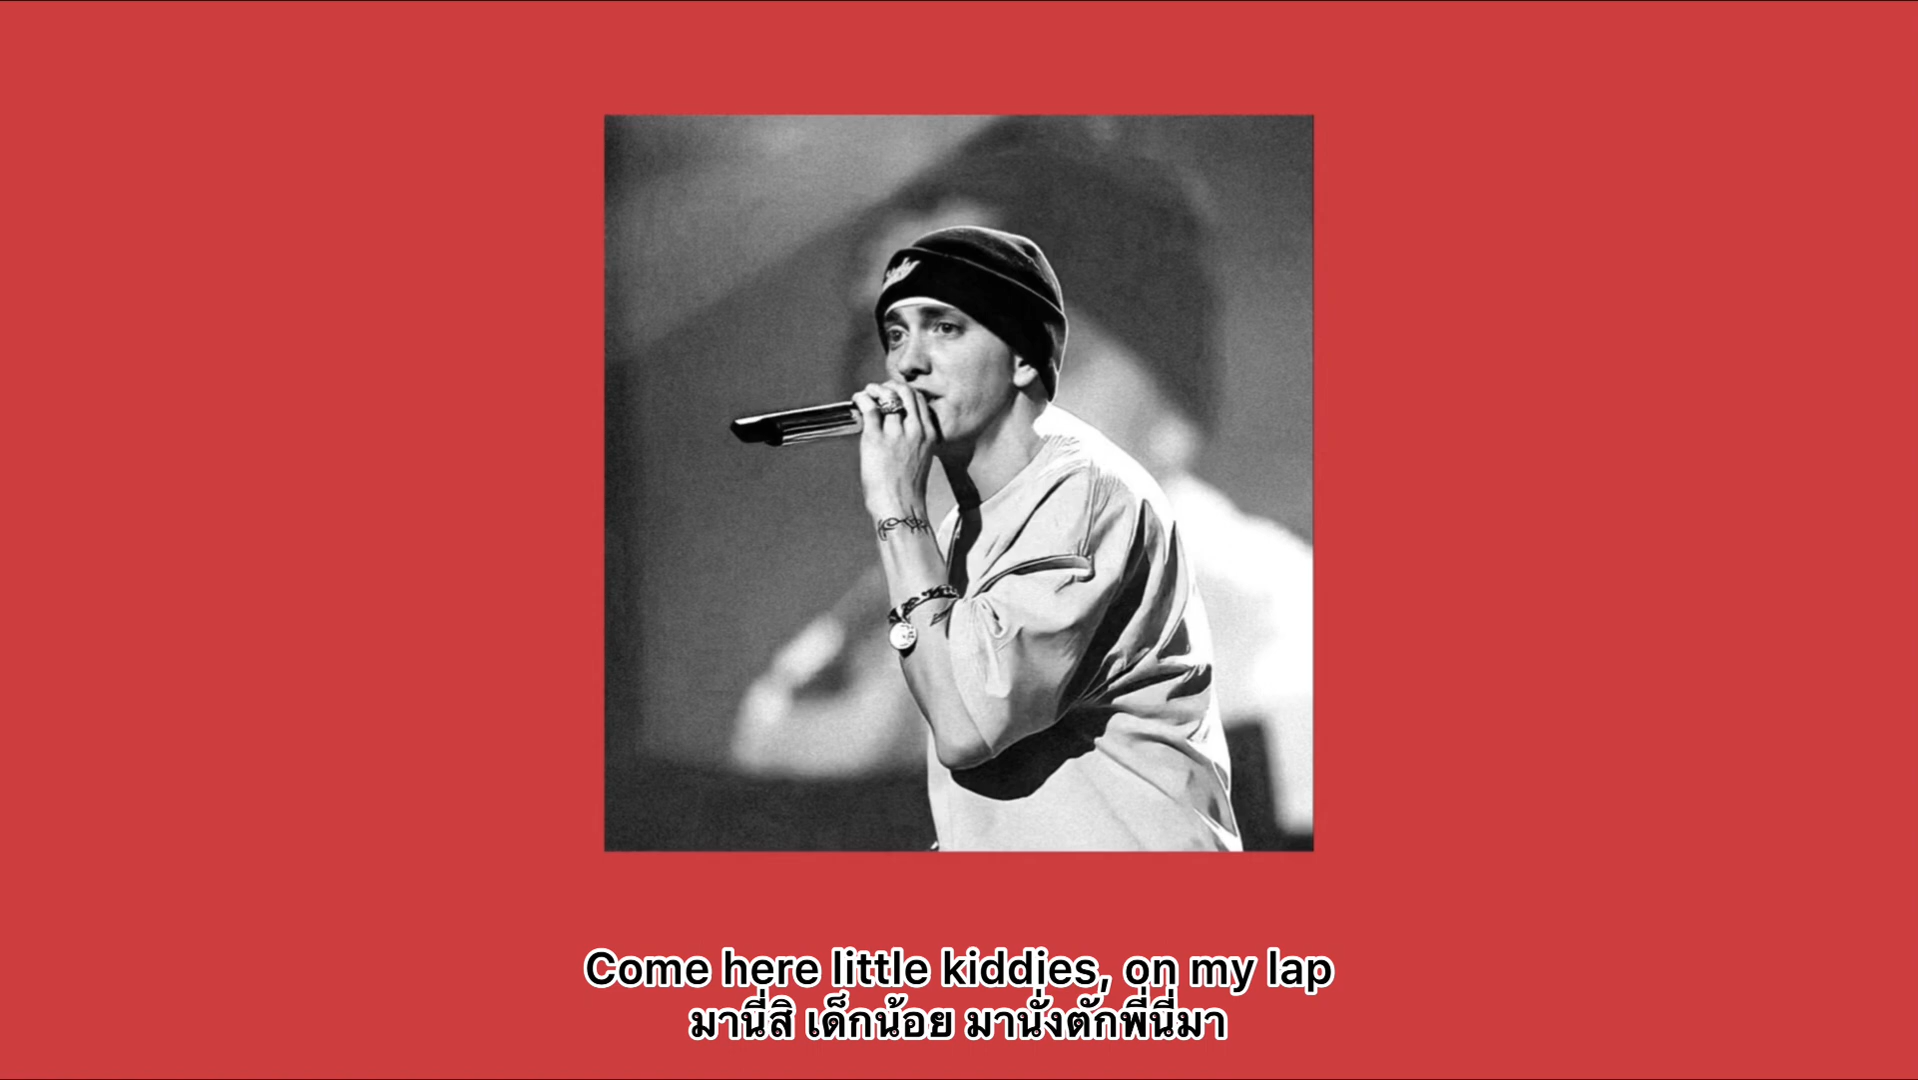 Come here little kiddies, on my lap
มานี่สิ เด็กน้อย มานั่งตักพี่นี่มา